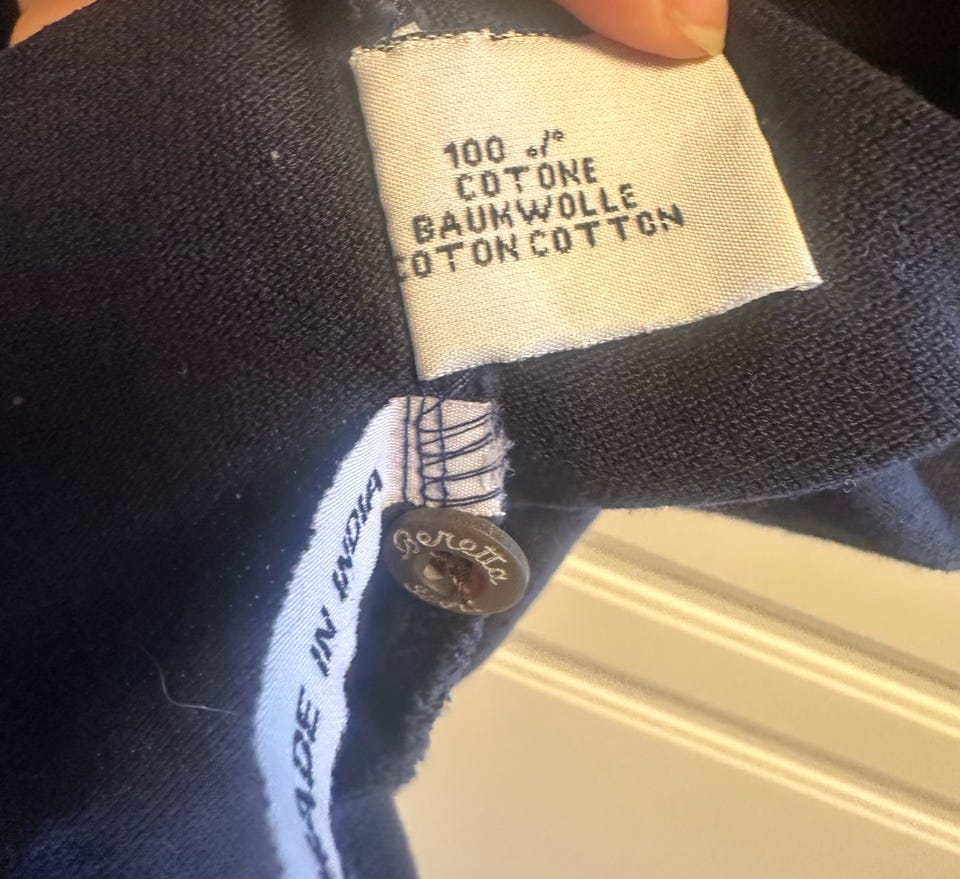 100 %
COTONE
BAUMWOLLE
COTON COTTON
MADE IN INDIA
Beretta